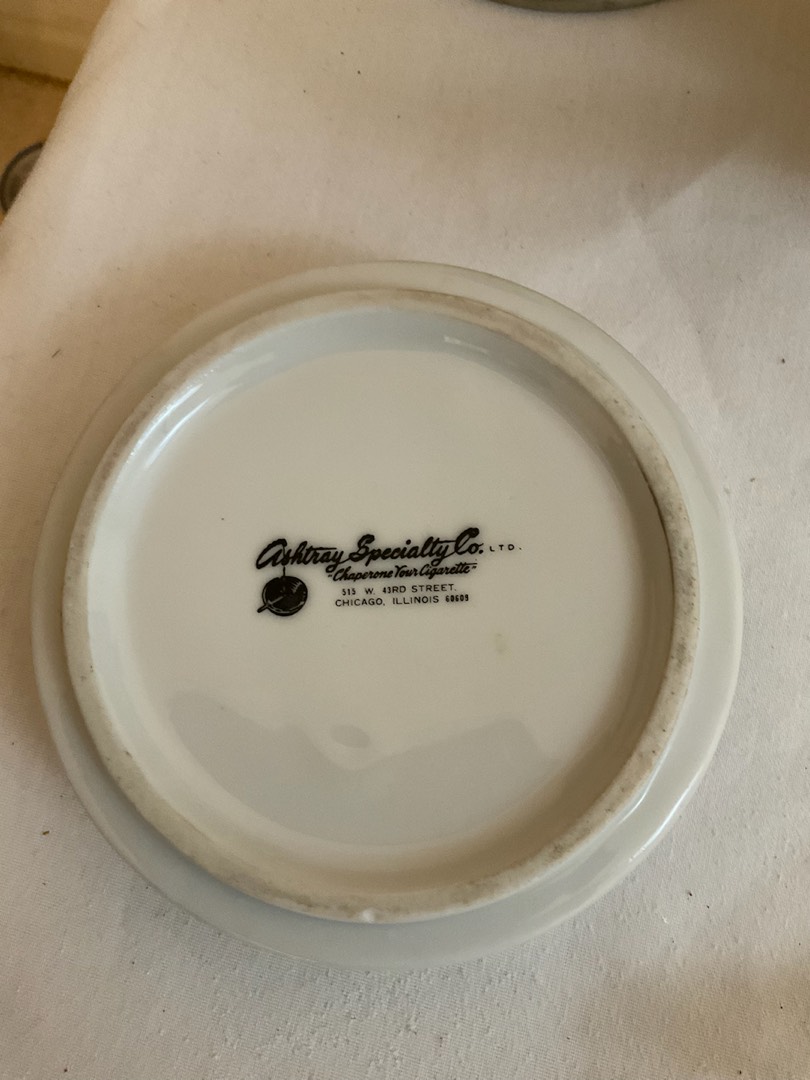 Ashtray Specialty Co. LTD.
"Chaperone Your Cigarette"
515 W. 43RD STREET.
CHICAGO, ILLINOIS 60609